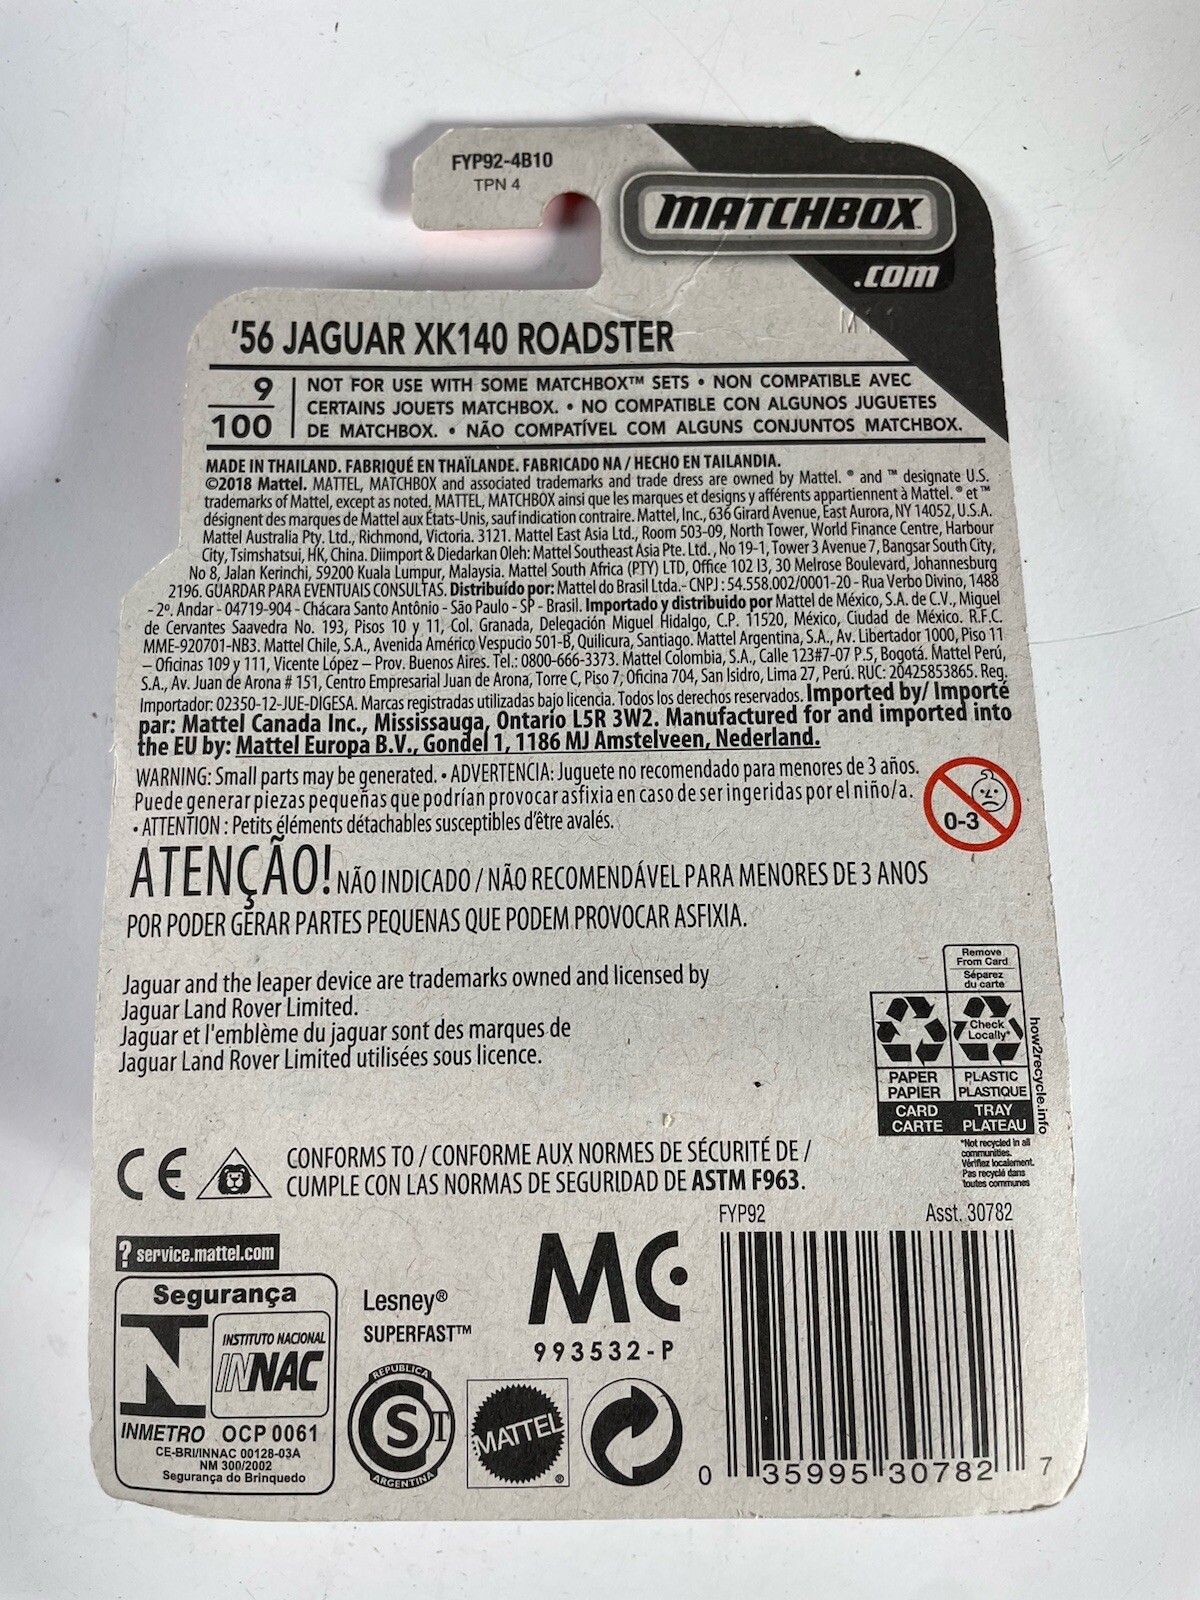 FYP92-4B10
TPN 4
MATCHBOX
.com
'56 JAGUAR XK140 ROADSTER
9
100
NOT FOR USE WITH SOME MATCHBOX™ SETS • NON COMPATIBLE AVEC
CERTAINS JOUETS MATCHBOX. • NO COMPATIBLE CON ALGUNOS JUGUETES
DE MATCHBOX. • NÃO COMPATÍVEL COM ALGUNS CONJUNTOS MATCHBOX.
MADE IN THAILAND. FABRIQUÉ EN THAÏLANDE. FABRICADO NA / HECHO EN TAILANDIA.
©2018 Mattel. MATTEL, MATCHBOX and associated trademarks and trade dress are owned by Mattel. ® and ™ designate U.S.
trademarks of Mattel, except as noted. MATTEL, MATCHBOX ainsi que les marques et designs y afférents appartiennent à Mattel. ® et ™
désignent des marques de Mattel aux États-Unis, sauf indication contraire. Mattel, Inc., 636 Girard Avenue, East Aurora, NY 14052, U.S.A.
Mattel Australia Pty. Ltd., Richmond, Victoria. 3121. Mattel East Asia Ltd., Room 503-09, North Tower, World Finance Centre, Harbour
City, Tsimshatsui, HK, China. Diimport & Diedarkan Oleh: Mattel Southeast Asia Pte. Ltd., No 19-1, Tower 3 Avenue 7, Bangsar South City,
No 8, Jalan Kerinchi, 59200 Kuala Lumpur, Malaysia. Mattel South Africa (PTY) LTD, Office 102 I3, 30 Melrose Boulevard, Johannesburg
2196. GUARDAR PARA EVENTUAIS CONSULTAS. Distribuído por: Mattel do Brasil Ltda.- CNPJ : 54.558.002/0001-20 - Rua Verbo Divino, 1488
- 2º. Andar - 04719-904 - Chácara Santo Antônio - São Paulo - SP - Brasil. Importado y distribuido por Mattel de México, S.A. de C.V., Miguel
de Cervantes Saavedra No. 193, Pisos 10 y 11, Col. Granada, Delegación Miguel Hidalgo, C.P. 11520, México, Ciudad de México. R.F.C.
MME-920701-NB3. Mattel Chile, S.A., Avenida Américo Vespucio 501-B, Quilicura, Santiago. Mattel Argentina, S.A., Av. Libertador 1000, Piso 11
– Oficinas 109 y 111, Vicente López – Prov. Buenos Aires. Tel.: 0800-666-3373. Mattel Colombia, S.A., Calle 123#7-07 P.5, Bogotá. Mattel Perú,
S.A., Av. Juan de Arona # 151, Centro Empresarial Juan de Arona, Torre C, Piso 7, Oficina 704, San Isidro, Lima 27, Perú. RUC: 20425853865. Reg.
Importador: 02350-12-JUE-DIGESA. Marcas registradas utilizadas bajo licencia. Todos los derechos reservados. Imported by/ Importé
par: Mattel Canada Inc., Mississauga, Ontario L5R 3W2. Manufactured for and imported into
the EU by: Mattel Europa B.V., Gondel 1, 1186 MJ Amstelveen, Nederland.
WARNING: Small parts may be generated. • ADVERTENCIA: Juguete no recomendado para menores de 3 años.
Puede generar piezas pequeñas que podrían provocar asfixia en caso de ser ingeridas por el niño/a.
• ATTENTION : Petits éléments détachables susceptibles d'être avalés.
0-3
ATENÇÃO! NÃO INDICADO / NÃO RECOMENDÁVEL PARA MENORES DE 3 ANOS
POR PODER GERAR PARTES PEQUENAS QUE PODEM PROVOCAR ASFIXIA.
Jaguar and the leaper device are trademarks owned and licensed by
Jaguar Land Rover Limited.
Jaguar et l'emblème du jaguar sont des marques de
Jaguar Land Rover Limited utilisées sous licence.
Remove
From Card
Séparez
du carte
Check
Locally*
PAPER
PAPIER
PLASTIC
PLASTIQUE
CARD
CARTE
TRAY
PLATEAU
how2recycle.info
*Not recycled in all
communities.
Vérifiez localement.
Pas recyclé dans
toutes communes
CE
CONFORMS TO / CONFORME AUX NORMES DE SÉCURITÉ DE /
CUMPLE CON LAS NORMAS DE SEGURIDAD DE ASTM F963.
FYP92
Asst. 30782
? service.mattel.com
Segurança
INSTITUTO NACIONAL
INNAC
INMETRO OCP 0061
CE-BRI/INNAC 00128-03A
NM 300/2002
Segurança do Brinquedo
Lesney®
SUPERFAST™
MC
993532-P
REPUBLICA
S T
ARGENTINA
MATTEL
®
0 35995 30782 7